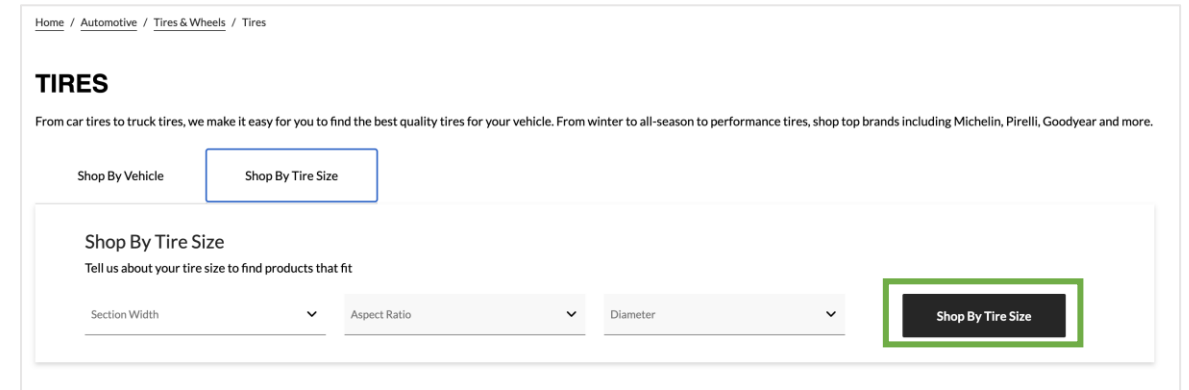 Home / Automotive / Tires & Wheels / Tires
TIRES
From car tires to truck tires, we make it easy for you to find the best quality tires for your vehicle. From winter to all-season to performance tires, shop top brands including Michelin, Pirelli, Goodyear and more.
Shop By Vehicle Shop By Tire Size
Shop By Tire Size
Tell us about your tire size to find products that fit
Section Width Aspect Ratio Diameter Shop By Tire Size